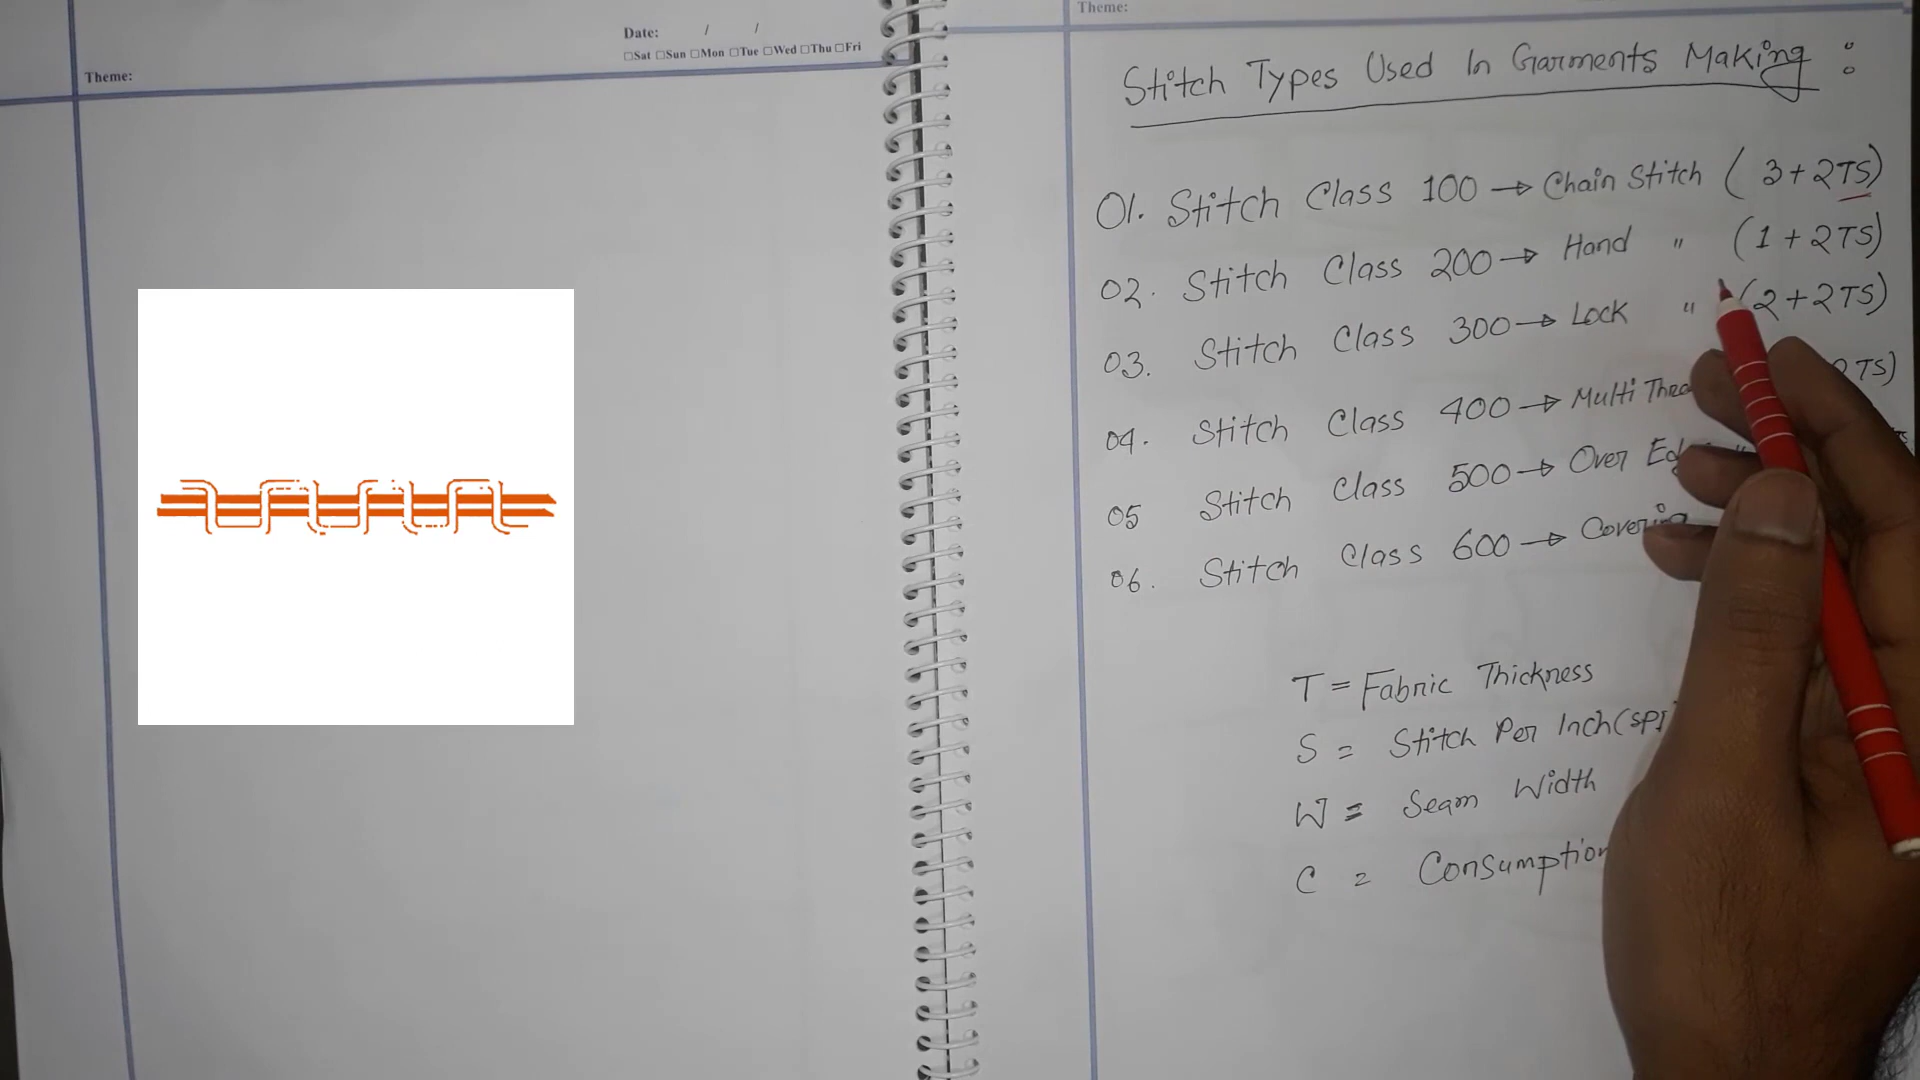 Date: / /
☐Sat ☐Sun ☐Mon ☐Tue ☐Wed ☐Thu ☐Fri
Theme:
Theme:
Stitch Types Used In Garments Making :
01. Stitch Class 100 → Chain Stitch (3+2TS)
02. Stitch Class 200 → Hand " (1+2TS)
03. Stitch Class 300 → Lock " (2+2TS)
04. Stitch Class 400 → Multi TS)
05 Stitch Class 500 → Over
06. Stitch Class 600 → Covering
T = Fabric Thickness
S = Stitch Per Inch (SPI
W = Seam Width
C = Consumption